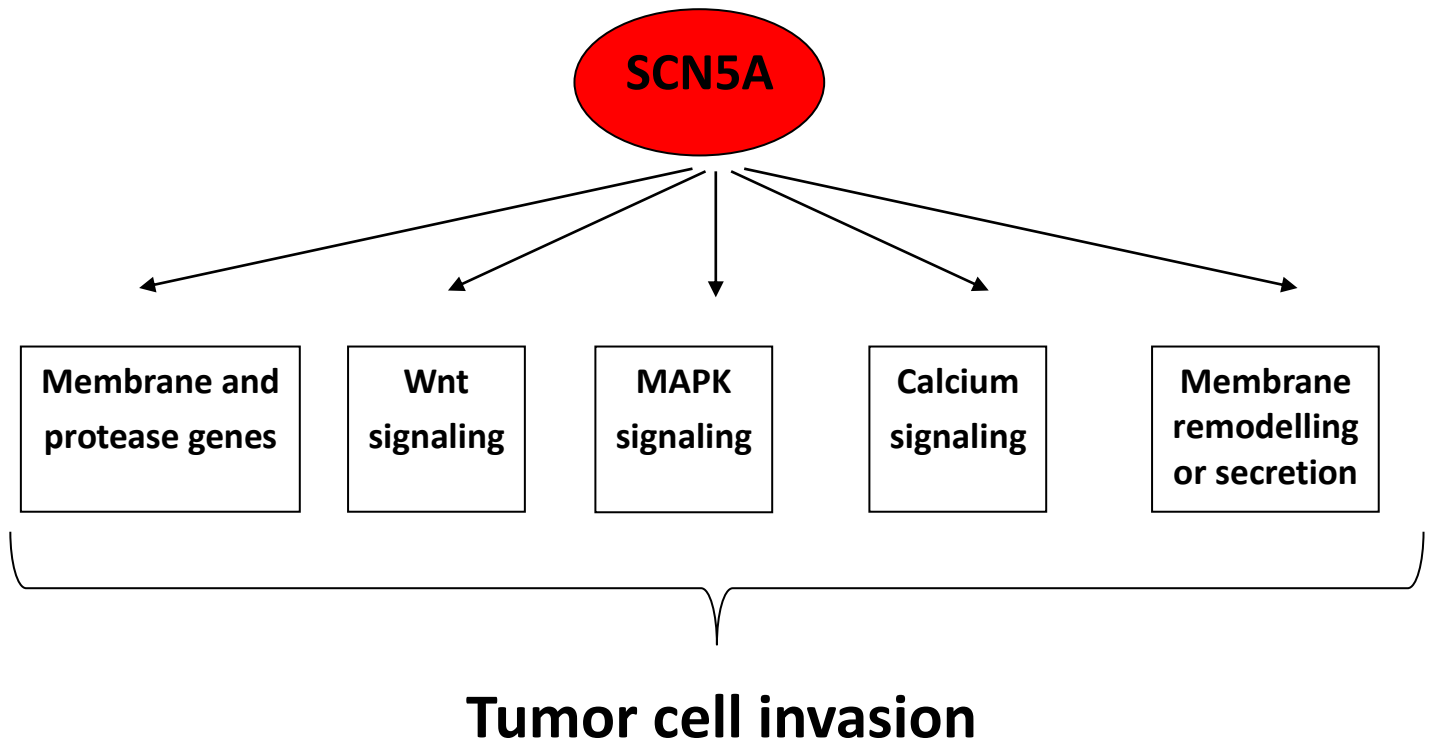 SCN5A
Membrane and
protease genes
Wnt
signaling
MAPK
signaling
Calcium
signaling
Membrane
remodelling
or secretion
Tumor cell invasion